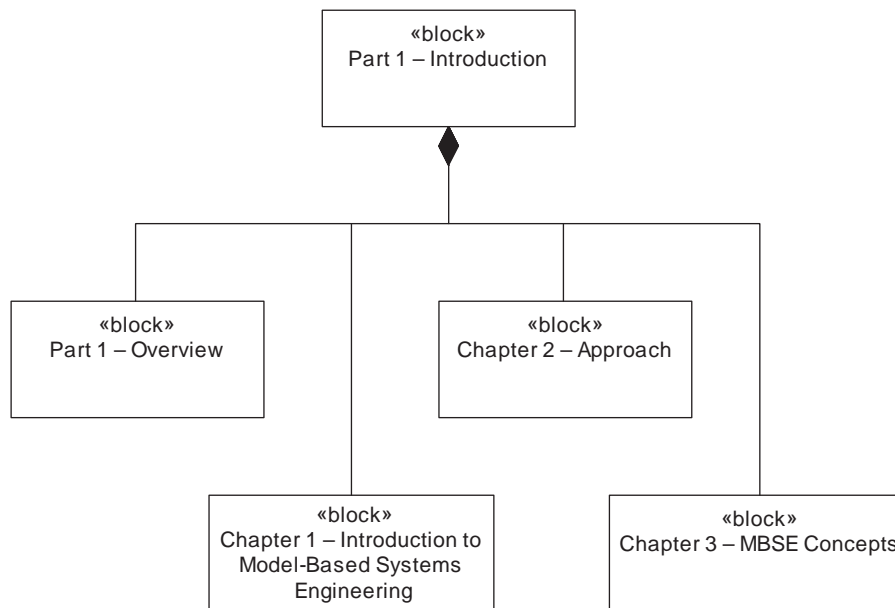 «block»
Part 1 – Introduction
«block»
Part 1 – Overview
«block»
Chapter 2 – Approach
«block»
Chapter 1 – Introduction to
Model-Based Systems
Engineering
«block»
Chapter 3 – MBSE Concepts